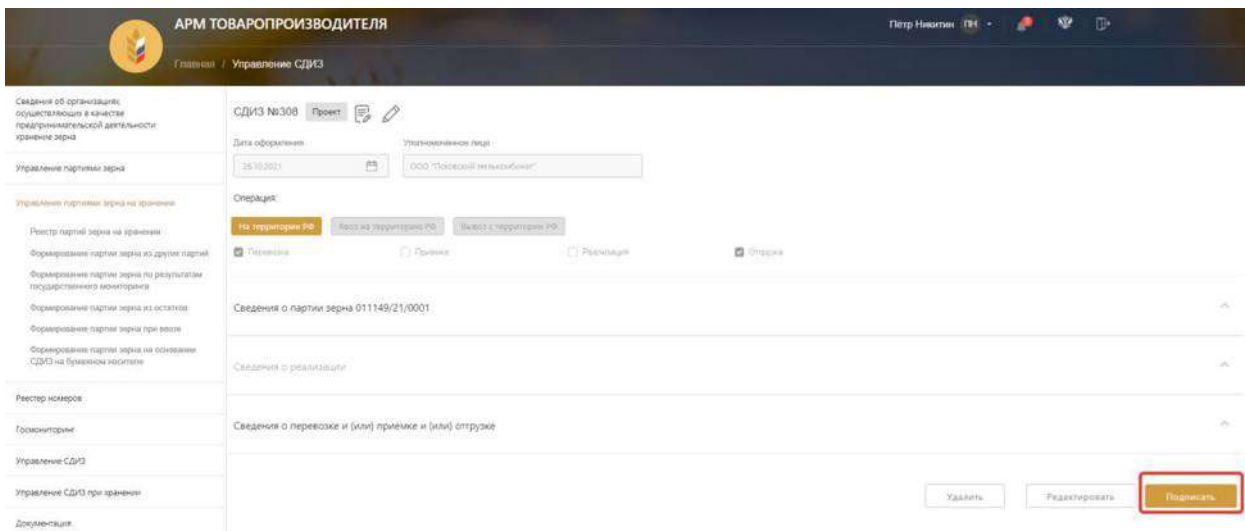 АРМ ТОВАРОПРОИЗВОДИТЕЛЯ
Петр Никитин ПН
Главная / Управление СДИЗ
Сведения об организациях,
осуществляющих в качестве
предпринимательской деятельности
хранение зерна
Управление партиями зерна
Управление партиями зерна на хранении
Реестр партий зерна на хранении
Формирование партии зерна из других партий
Формирование партии зерна по результатам
государственного мониторинга
Формирование партии зерна из остатков
Формирование партии зерна при ввозе
Формирование партии зерна на основании
СДИЗ на бумажном носителе
Реестр номеров
Госмониторинг
Управление СДИЗ
Управление СДИЗ при хранении
Документация
СДИЗ №308 Проект
Дата оформления Уполномоченное лицо
26.10.2021 ООО "Псковский мелькомбинат"
Операция:
На территории РФ Ввоз на территорию РФ Вывоз с территории РФ
Перевозка Приемка Реализация Отгрузка
Сведения о партии зерна 011149/21/0001
Сведения о реализации
Сведения о перевозке и (или) приёмке и (или) отгрузке
Удалить Редактировать Подписать